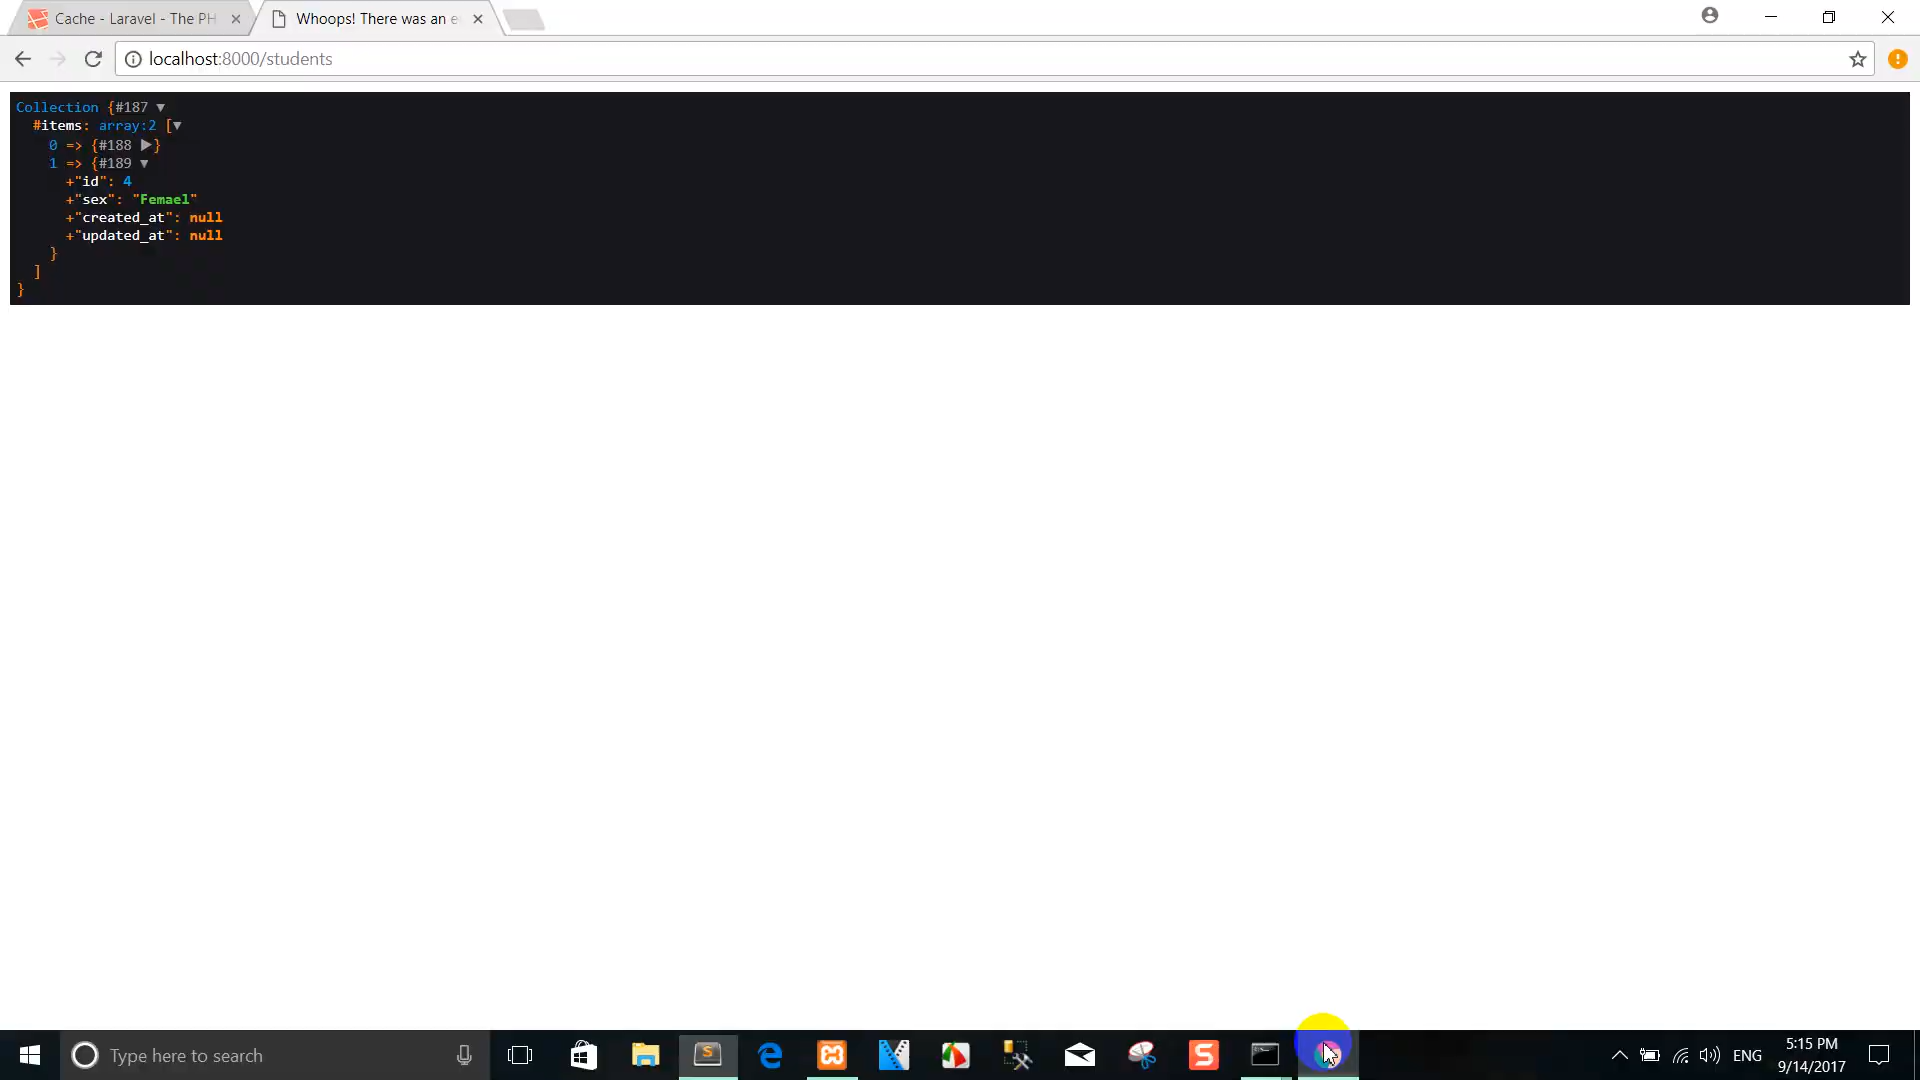 Cache - Laravel - The PH
Whoops! There was an e
localhost:8000/students
Collection {#187 ▼
#items: array:2 [▼
0 => {#188 ▶}
1 => {#189 ▼
+"id": 4
+"sex": "Femael"
+"created_at": null
+"updated_at": null
}
]
}
Type here to search
ENG
5:15 PM
9/14/2017